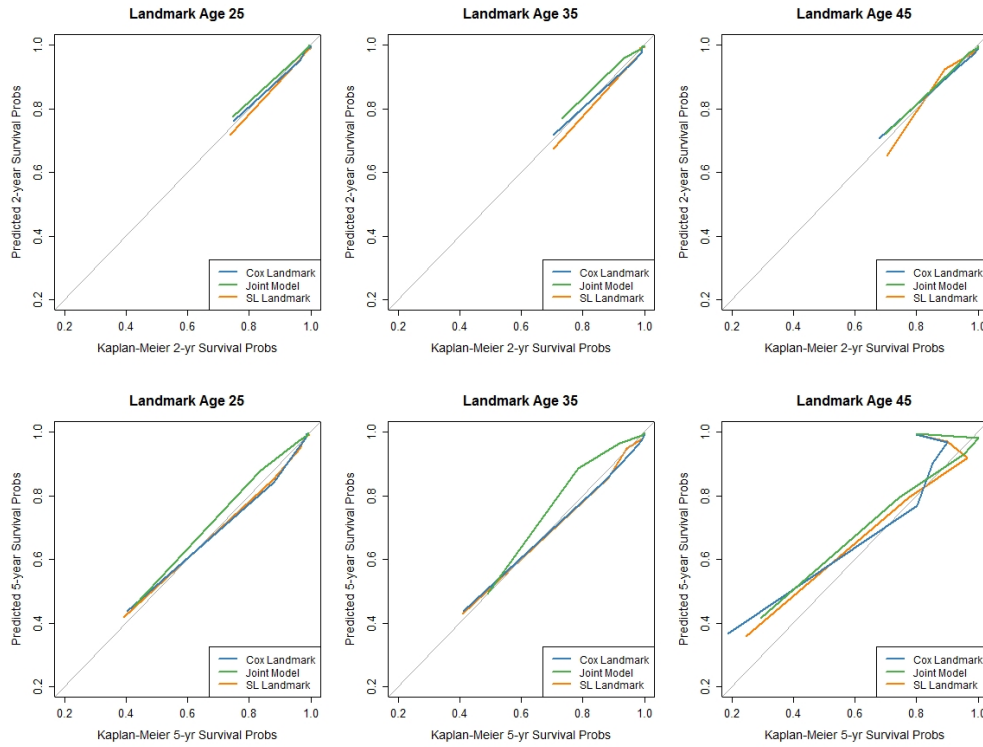 Landmark Age 25
Predicted 2-year Survival Probs
1.0
0.8
0.6
0.4
0.2
Cox Landmark
Joint Model
SL Landmark
0.2 0.4 0.6 0.8 1.0
Kaplan-Meier 2-yr Survival Probs
Landmark Age 35
Predicted 2-year Survival Probs
1.0
0.8
0.6
0.4
0.2
Cox Landmark
Joint Model
SL Landmark
0.2 0.4 0.6 0.8 1.0
Kaplan-Meier 2-yr Survival Probs
Landmark Age 45
Predicted 2-year Survival Probs
1.0
0.8
0.6
0.4
0.2
Cox Landmark
Joint Model
SL Landmark
0.2 0.4 0.6 0.8 1.0
Kaplan-Meier 2-yr Survival Probs
Landmark Age 25
Predicted 5-year Survival Probs
1.0
0.8
0.6
0.4
0.2
Cox Landmark
Joint Model
SL Landmark
0.2 0.4 0.6 0.8 1.0
Kaplan-Meier 5-yr Survival Probs
Landmark Age 35
Predicted 5-year Survival Probs
1.0
0.8
0.6
0.4
0.2
Cox Landmark
Joint Model
SL Landmark
0.2 0.4 0.6 0.8 1.0
Kaplan-Meier 5-yr Survival Probs
Landmark Age 45
Predicted 5-year Survival Probs
1.0
0.8
0.6
0.4
0.2
Cox Landmark
Joint Model
SL Landmark
0.2 0.4 0.6 0.8 1.0
Kaplan-Meier 5-yr Survival Probs